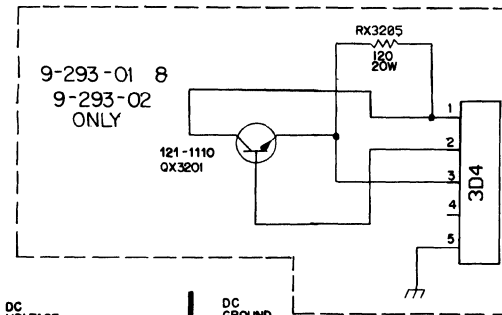 RX3205
120
20W
9-293-01 8
9-293-02
ONLY
121-1110
QX3201
1
2
3
4
5
3D4
DC
VOLTAGE
DC
GROUND